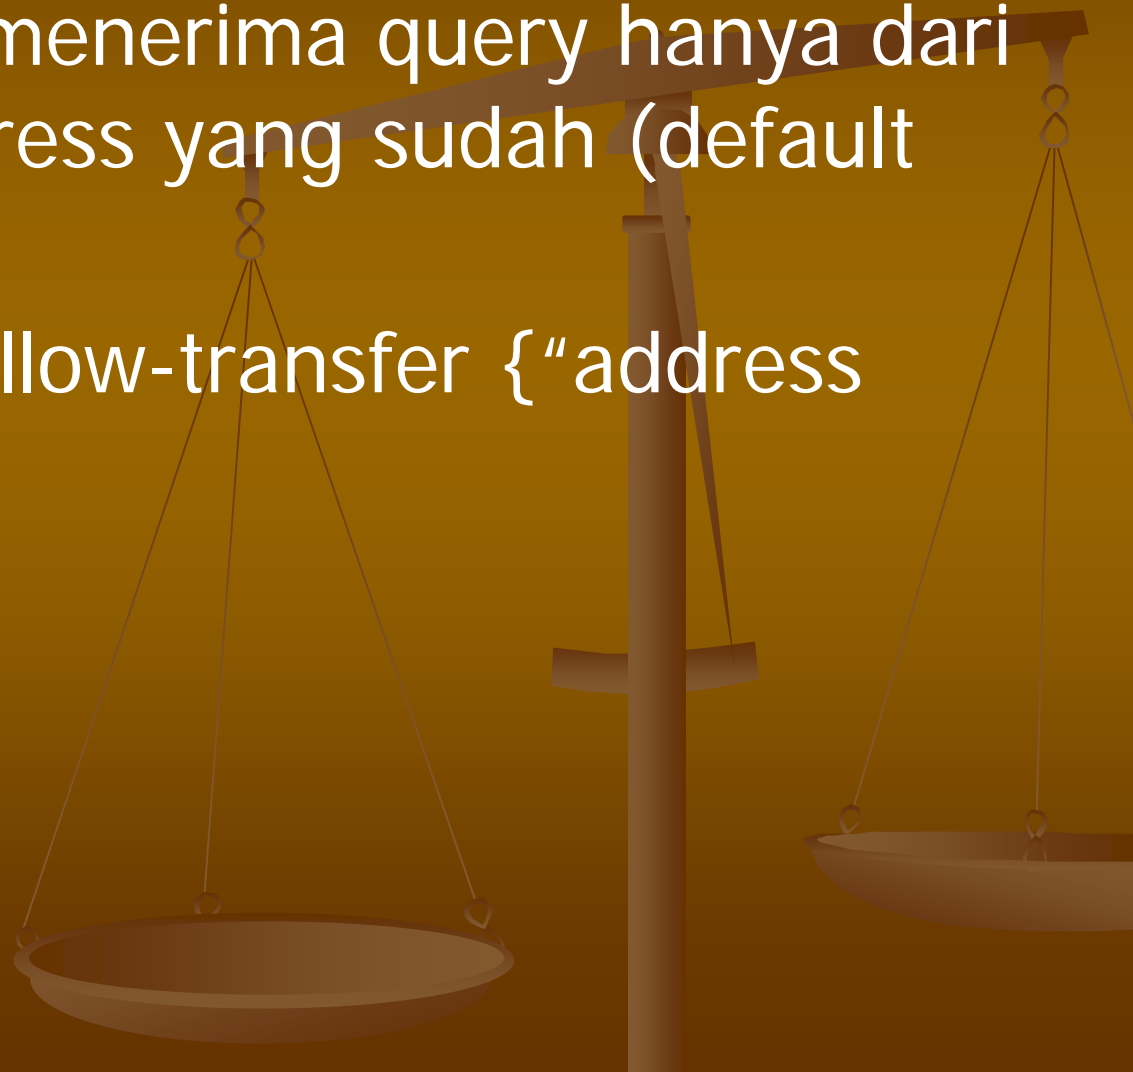 menerima query hanya dari
ress yang sudah (default
llow-transfer {“address